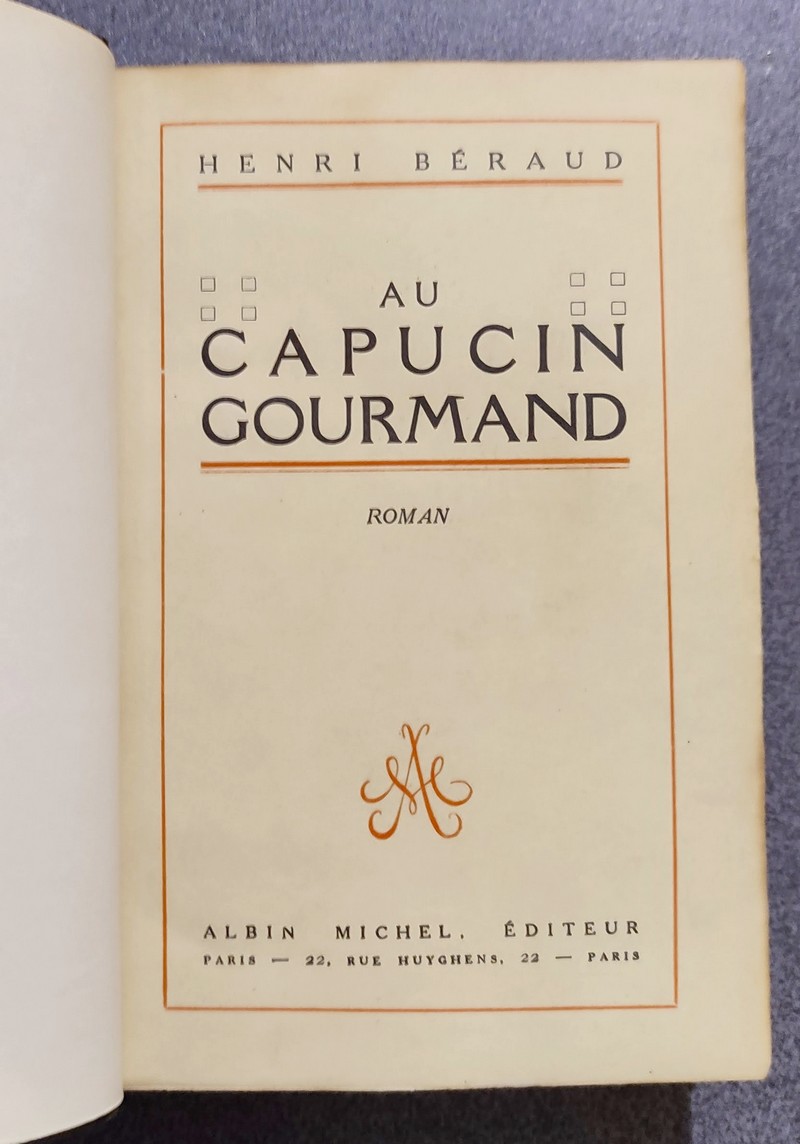 HENRI BÉRAUD
AU
CAPUCIN
GOURMAND
ROMAN
AM
ALBIN MICHEL, ÉDITEUR
PARIS — 22, RUE HUYGHENS, 22 — PARIS